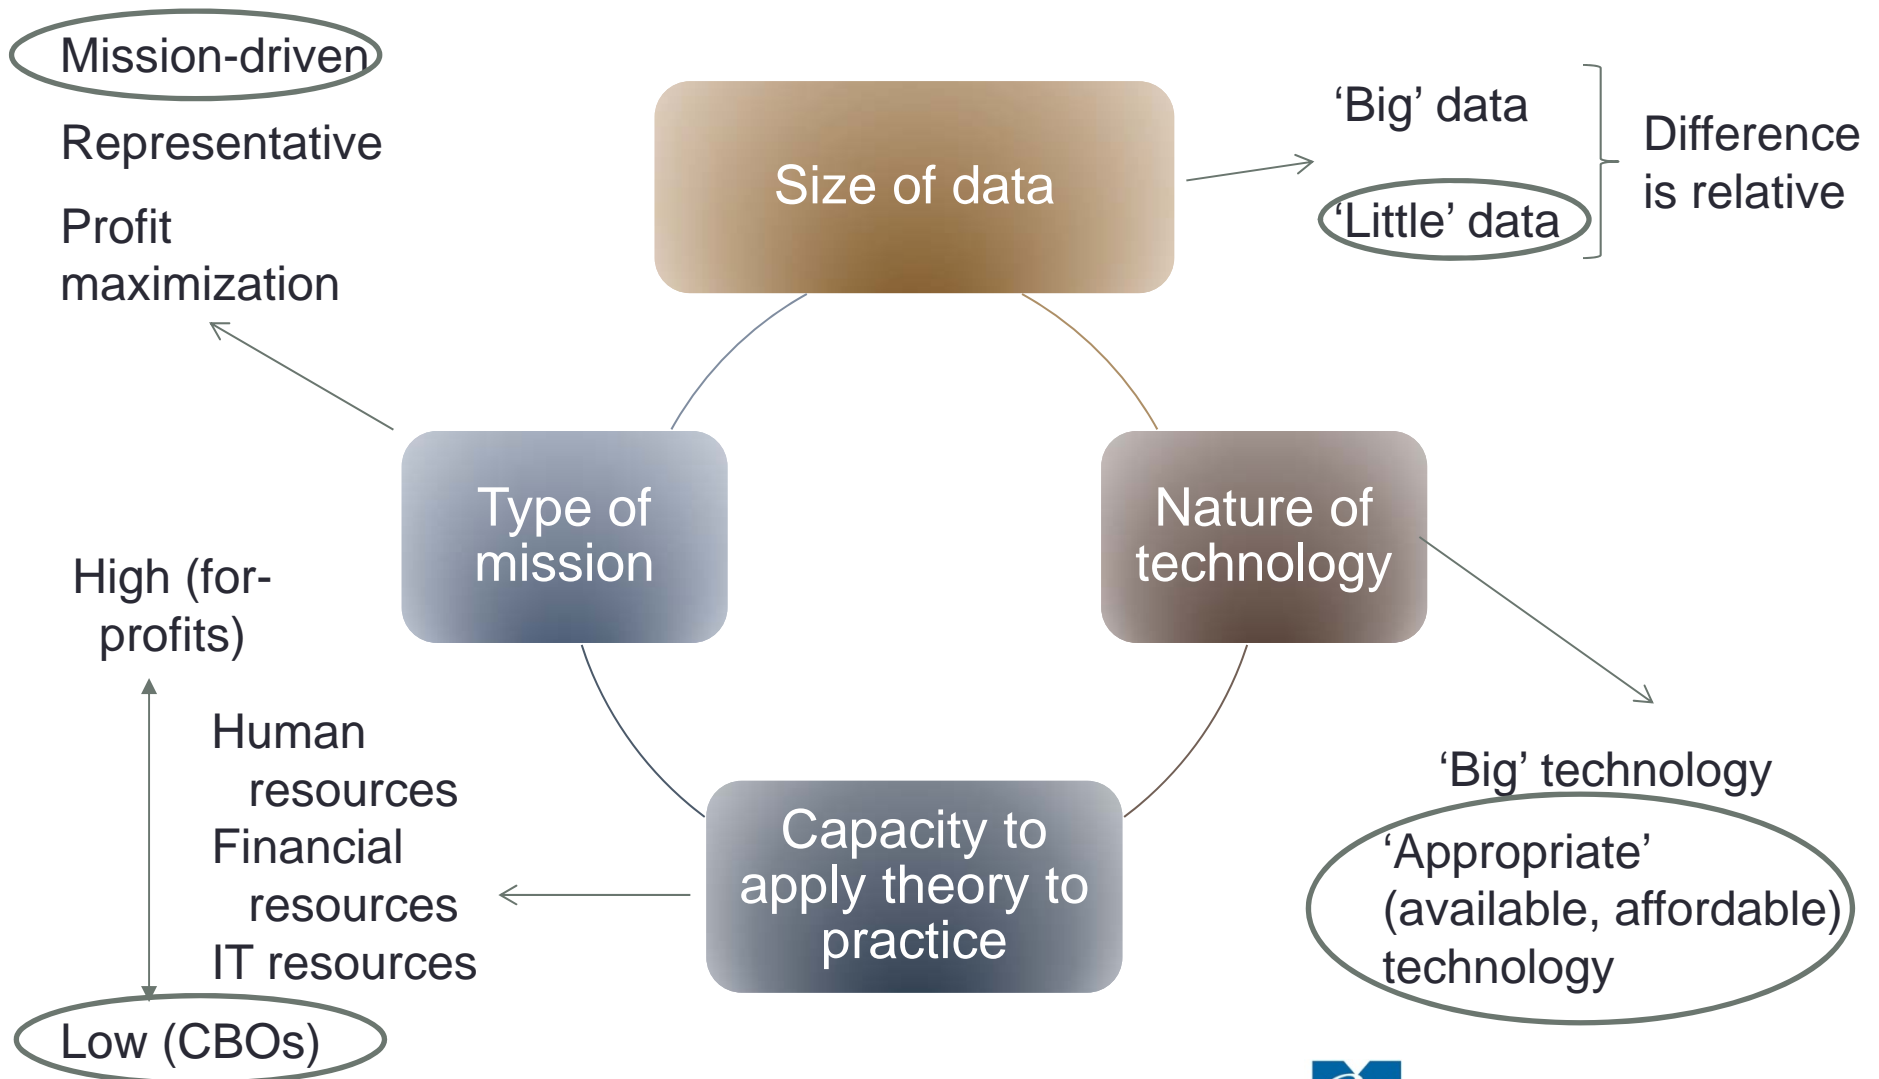 Mission-driven
Representative
Profit
maximization
Size of data
‘Big’ data
‘Little’ data
Difference
is relative
Type of
mission
Nature of
technology
High (for-
profits)
Human
resources
Financial
resources
IT resources
Low (CBOs)
Capacity to
apply theory to
practice
‘Big’ technology
‘Appropriate’
(available, affordable)
technology